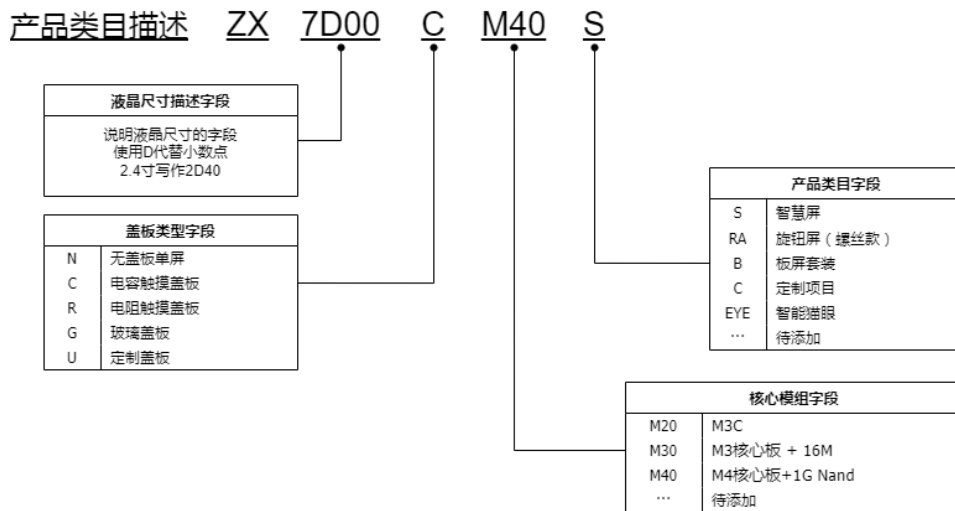 产品类目描述 ZX 7D00 C M40 S
液晶尺寸描述字段
说明液晶尺寸的字段
使用D代替小数点
2.4寸写作2D40
盖板类型字段
N 无盖板单屏
C 电容触摸盖板
R 电阻触摸盖板
G 玻璃盖板
U 定制盖板
产品类目字段
S 智慧屏
RA 旋钮屏（螺丝款）
B 板屏套装
C 定制项目
EYE 智能猫眼
… 待添加
核心模组字段
M20 M3C
M30 M3核心板 + 16M
M40 M4核心板+1G Nand
… 待添加